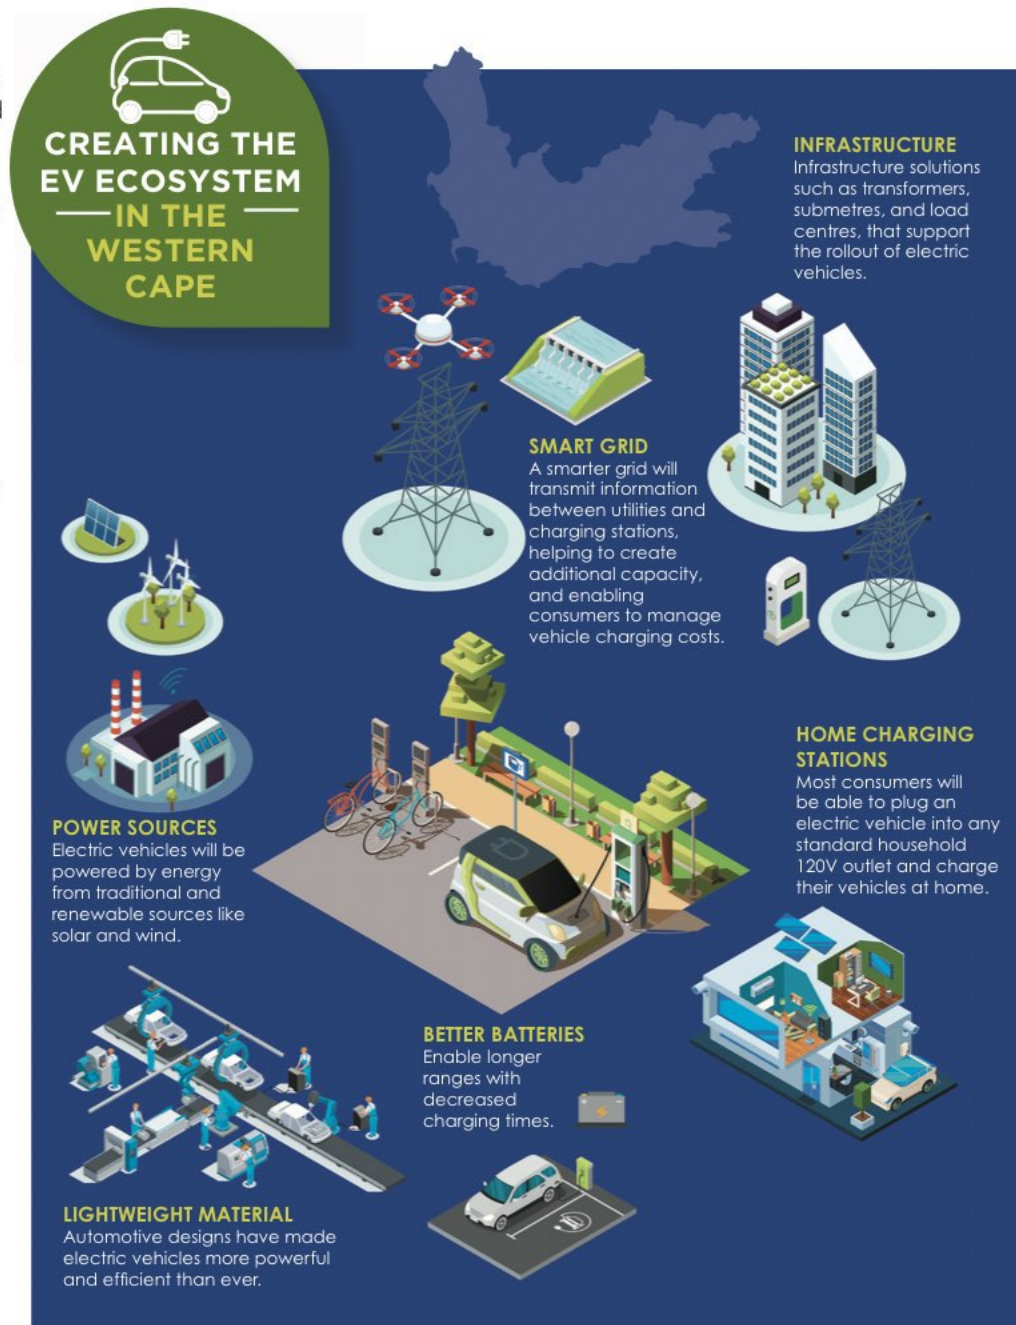 CREATING THE
EV ECOSYSTEM
IN THE
WESTERN
CAPE
INFRASTRUCTURE
Infrastructure solutions
such as transformers,
submetres, and load
centres, that support
the rollout of electric
vehicles.
SMART GRID
A smarter grid will
transmit information
between utilities and
charging stations,
helping to create
additional capacity,
and enabling
consumers to manage
vehicle charging costs.
HOME CHARGING
STATIONS
Most consumers will
be able to plug an
electric vehicle into any
standard household
120V outlet and charge
their vehicles at home.
POWER SOURCES
Electric vehicles will be
powered by energy
from traditional and
renewable sources like
solar and wind.
BETTER BATTERIES
Enable longer
ranges with
decreased
charging times.
LIGHTWEIGHT MATERIAL
Automotive designs have made
electric vehicles more powerful
and efficient than ever.